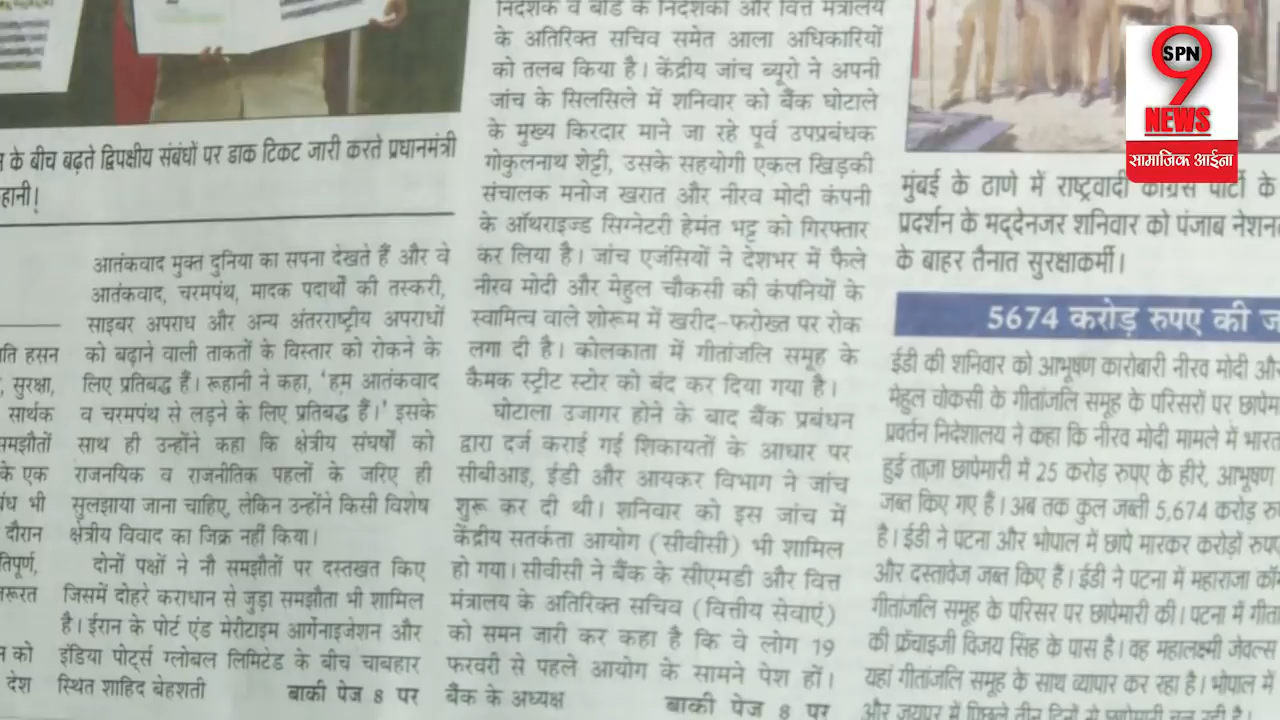 के बीच बढ़ते द्विपक्षीय संबंधों पर डाक टिकट जारी करते प्रधानमंत्री
आतंकवाद मुक्त दुनिया का सपना देखते हैं और वे
आतंकवाद, चरमपंथ, मादक पदार्थों की तस्करी,
साइबर अपराध और अन्य अंतरराष्ट्रीय अपराधों
को बढ़ाने वाली ताकतों के विस्तार को रोकने के
लिए प्रतिबद्ध हैं। रूहानी ने कहा, 'हम आतंकवाद
व चरमपंथ से लड़ने के लिए प्रतिबद्ध हैं।' इसके
साथ ही उन्होंने कहा कि क्षेत्रीय संघर्षों को
राजनयिक व राजनीतिक पहलों के जरिए ही
सुलझाया जाना चाहिए, लेकिन उन्होंने किसी विशेष
क्षेत्रीय विवाद का जिक्र नहीं किया।
दोनों पक्षों ने नौ समझौतों पर दस्तखत किए
जिसमें दोहरे कराधान से जुड़ा समझौता भी शामिल
है। ईरान के पोर्ट एंड मेरीटाइम आर्गेनाइजेशन और
इंडिया पोर्ट्स ग्लोबल लिमिटेड के बीच चाबहार
स्थित शाहिद बेहशती बाकी पेज 8 पर
हसन
सुरक्षा,
सार्थक
के एक
भी
दौरान
को
देश
निदेशक व बोर्ड के निदेशकों और वित्त मंत्रालय
के अतिरिक्त सचिव समेत आला अधिकारियों
को तलब किया है। केंद्रीय जांच ब्यूरो ने अपनी
जांच के सिलसिले में शनिवार को बैंक घोटाले
के मुख्य किरदार माने जा रहे पूर्व उपप्रबंधक
गोकुलनाथ शेट्टी, उसके सहयोगी एकल खिड़की
संचालक मनोज खरात और नीरव मोदी कंपनी
के ऑथराइज्ड सिग्नेटरी हेमंत भट्ट को गिरफ्तार
कर लिया है। जांच एजंसियों ने देशभर में फैले
नीरव मोदी और मेहुल चौकसी की कंपनियों के
स्वामित्व वाले शोरूम में खरीद-फरोख्त पर रोक
लगा दी है। कोलकाता में गीतांजलि समूह के
कैमक स्ट्रीट स्टोर को बंद कर दिया गया है।
घोटाला उजागर होने के बाद बैंक प्रबंधन
द्वारा दर्ज कराई गई शिकायतों के आधार पर
सीबीआइ, ईडी और आयकर विभाग ने जांच
शुरू कर दी थी। शनिवार को इस जांच में
केंद्रीय सतर्कता आयोग (सीवीसी) भी शामिल
हो गया। सीवीसी ने बैंक के सीएमडी और वित्त
मंत्रालय के अतिरिक्त सचिव (वित्तीय सेवाएं)
को समन जारी कर कहा है कि वे लोग 19
फरवरी से पहले आयोग के सामने पेश हों।
बैंक के अध्यक्ष बाकी पेज 8 पर
SPN
9
NEWS
सामाजिक आईना
मुंबई के ठाणे में राष्ट्रवादी कांग्रेस पार्टी के
प्रदर्शन के मद्देनजर शनिवार को पंजाब
के बाहर तैनात सुरक्षाकर्मी।
5674 करोड़ रुपए की
ईडी की शनिवार को आभूषण कारोबारी नीरव मोदी और
मेहुल चोकसी के गीतांजलि समूह के परिसरों पर
प्रवर्तन निदेशालय ने कहा कि नीरव मोदी मामले में
हुई ताज़ा छापेमारी में 25 करोड़ रुपए के हीरे, आभूषण
जब्त किए गए हैं। अब तक कुल जब्ती 5,674 करोड़
है। ईडी ने पटना और भोपाल में छापे मारकर करोड़ों
और दस्तावेज जब्त किए हैं। ईडी ने पटना में महाराजा
गीतांजलि समूह के परिसर पर छापेमारी की। पटना में
की फ्रेंचाइजी विजय सिंह के पास है। वह महालक्ष्मी जेवल्स
यहां गीतांजलि समूह के साथ व्यापार कर रहा है। भोपाल में
और जयपुर में पिछले तीन दिनों से